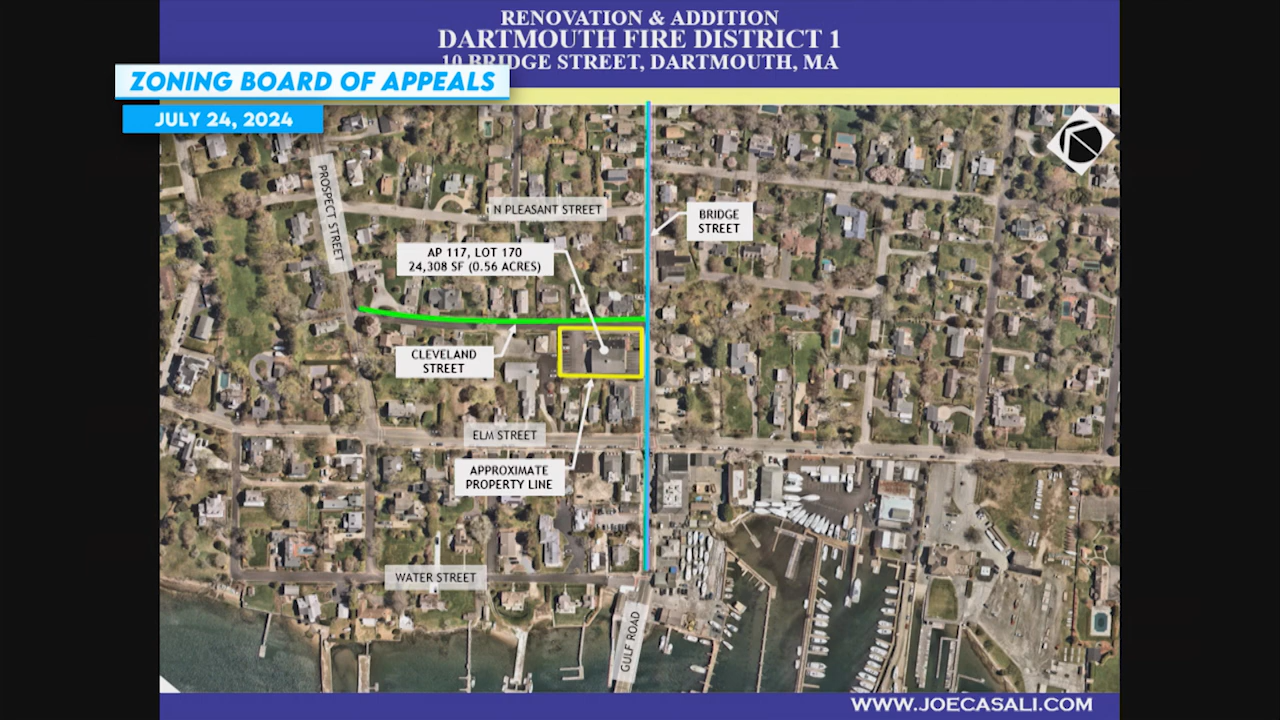 RENOVATION & ADDITION
DARTMOUTH FIRE DISTRICT 1
10 BRIDGE STREET, DARTMOUTH, MA
ZONING BOARD OF APPEALS
JULY 24, 2024
PROSPECT STREET
N PLEASANT STREET
BRIDGE
STREET
AP 117, LOT 170
24,308 SF (0.56 ACRES)
CLEVELAND
STREET
ELM STREET
APPROXIMATE
PROPERTY LINE
WATER STREET
GULF ROAD
WWW.JOECASALI.COM